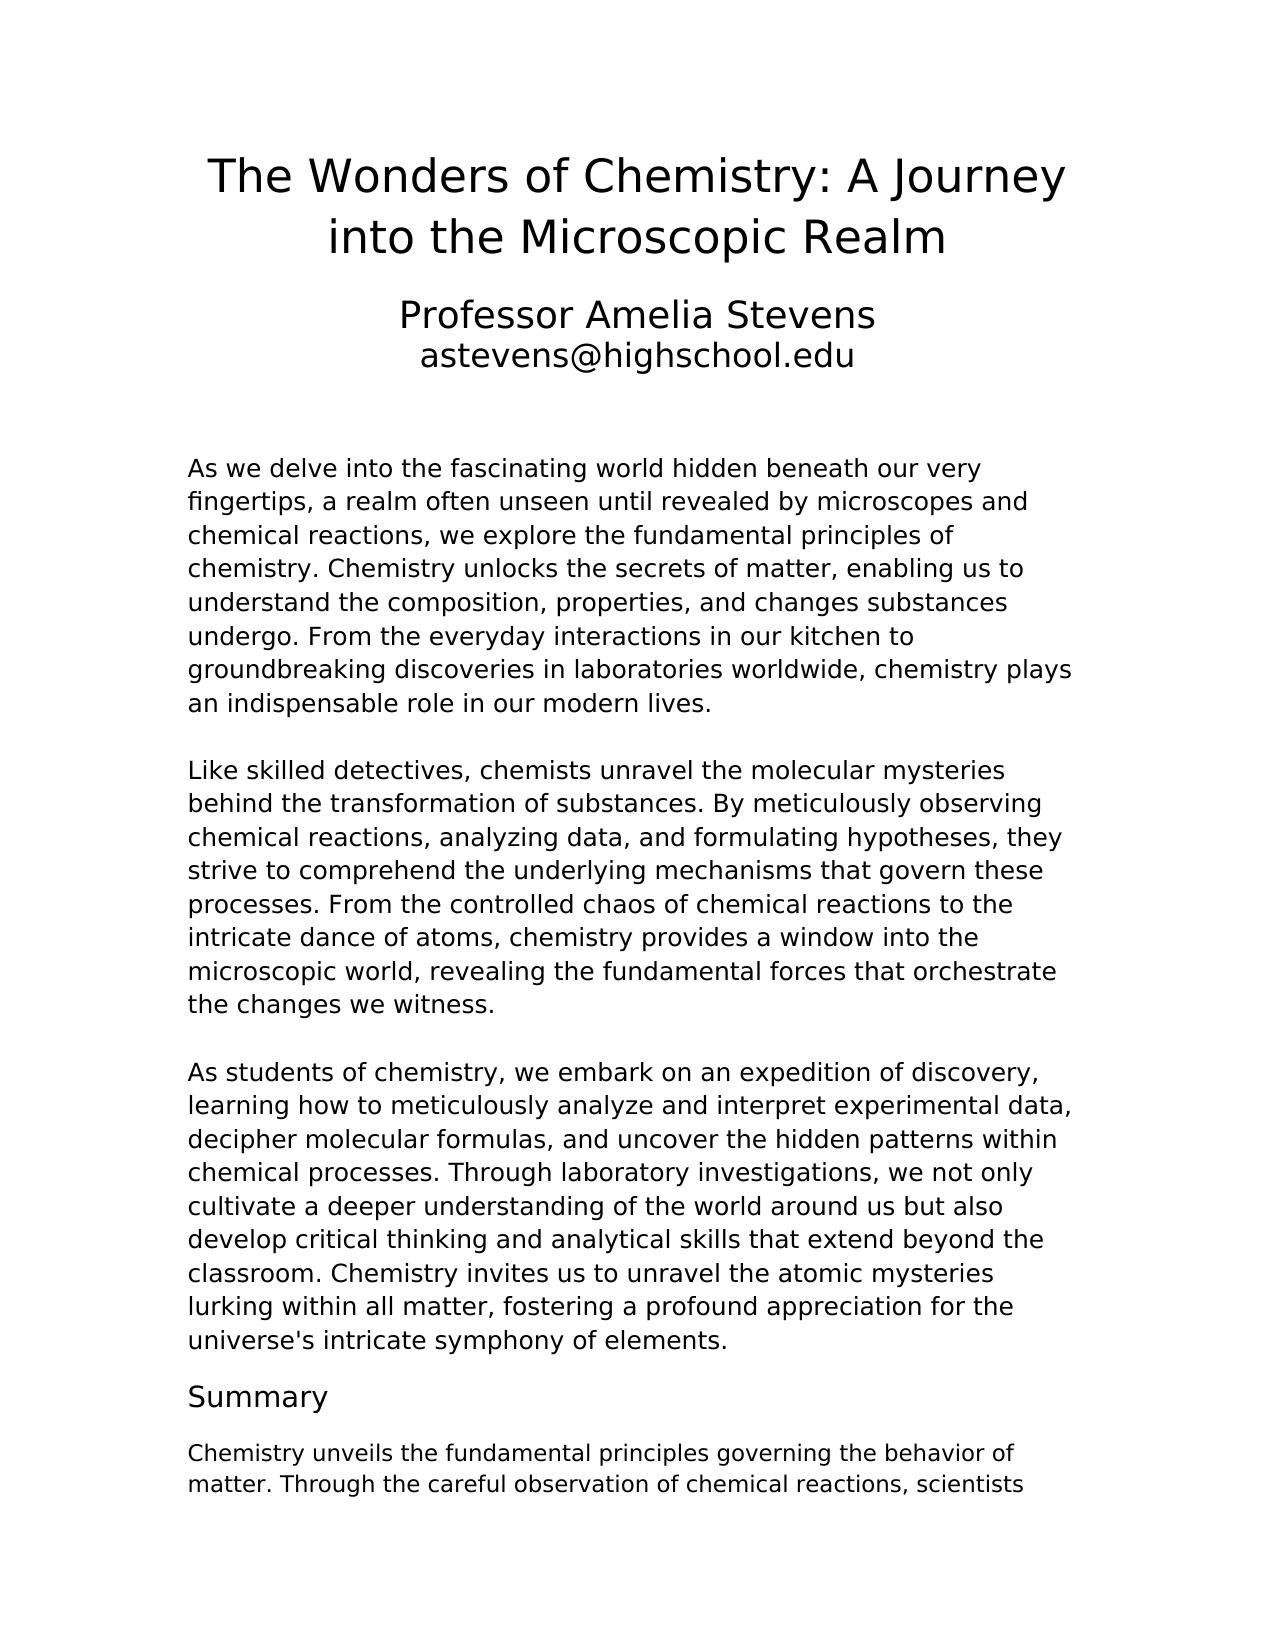 The Wonders of Chemistry: A Journey
into the Microscopic Realm
Professor Amelia Stevens
astevens@highschool.edu
As we delve into the fascinating world hidden beneath our very
fingertips, a realm often unseen until revealed by microscopes and
chemical reactions, we explore the fundamental principles of
chemistry. Chemistry unlocks the secrets of matter, enabling us to
understand the composition, properties, and changes substances
undergo. From the everyday interactions in our kitchen to
groundbreaking discoveries in laboratories worldwide, chemistry plays
an indispensable role in our modern lives.
Like skilled detectives, chemists unravel the molecular mysteries
behind the transformation of substances. By meticulously observing
chemical reactions, analyzing data, and formulating hypotheses, they
strive to comprehend the underlying mechanisms that govern these
processes. From the controlled chaos of chemical reactions to the
intricate dance of atoms, chemistry provides a window into the
microscopic world, revealing the fundamental forces that orchestrate
the changes we witness.
As students of chemistry, we embark on an expedition of discovery,
learning how to meticulously analyze and interpret experimental data,
decipher molecular formulas, and uncover the hidden patterns within
chemical processes. Through laboratory investigations, we not only
cultivate a deeper understanding of the world around us but also
develop critical thinking and analytical skills that extend beyond the
classroom. Chemistry invites us to unravel the atomic mysteries
lurking within all matter, fostering a profound appreciation for the
universe's intricate symphony of elements.
Summary
Chemistry unveils the fundamental principles governing the behavior of
matter. Through the careful observation of chemical reactions, scientists